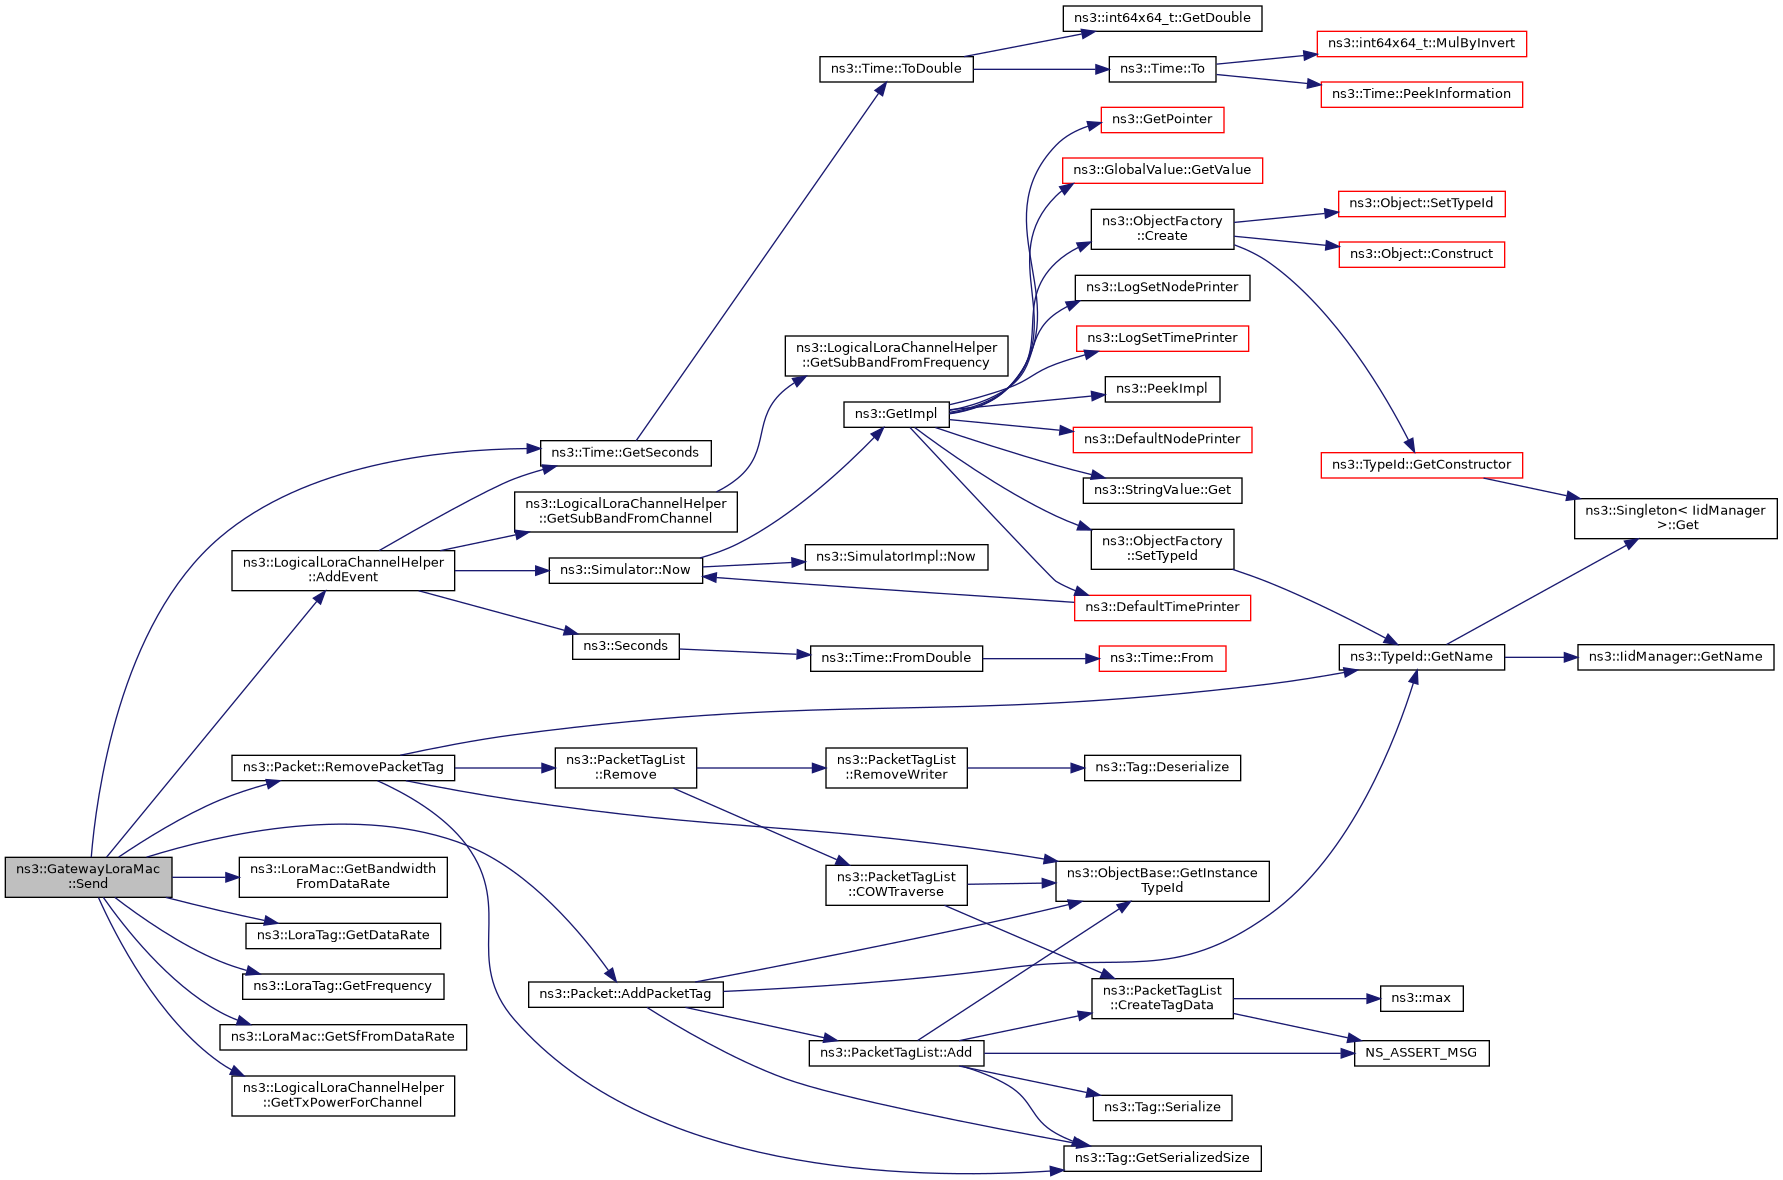 ns3::int64x64_t::GetDouble
ns3::int64x64_t::MulByInvert
ns3::Time::ToDouble
ns3::Time::To
ns3::Time::PeekInformation
ns3::GetPointer
ns3::GlobalValue::GetValue
ns3::Object::SetTypeId
ns3::ObjectFactory
::Create
ns3::Object::Construct
ns3::LogSetNodePrinter
ns3::LogSetTimePrinter
ns3::LogicalLoraChannelHelper
::GetSubBandFromFrequency
ns3::PeekImpl
ns3::GetImpl
ns3::DefaultNodePrinter
ns3::Time::GetSeconds
ns3::TypeId::GetConstructor
ns3::StringValue::Get
ns3::LogicalLoraChannelHelper
::GetSubBandFromChannel
ns3::Singleton< IidManager
>::Get
ns3::ObjectFactory
::SetTypeId
ns3::SimulatorImpl::Now
ns3::LogicalLoraChannelHelper
::AddEvent
ns3::Simulator::Now
ns3::DefaultTimePrinter
ns3::Seconds
ns3::Time::FromDouble
ns3::Time::From
ns3::TypeId::GetName
ns3::IidManager::GetName
ns3::Packet::RemovePacketTag
ns3::PacketTagList
::Remove
ns3::PacketTagList
::RemoveWriter
ns3::Tag::Deserialize
ns3::GatewayLoraMac
::Send
ns3::LoraMac::GetBandwidth
FromDataRate
ns3::PacketTagList
::COWTraverse
ns3::ObjectBase::GetInstance
TypeId
ns3::LoraTag::GetDataRate
ns3::LoraTag::GetFrequency
ns3::Packet::AddPacketTag
ns3::PacketTagList
::CreateTagData
ns3::max
ns3::LoraMac::GetSfFromDataRate
ns3::PacketTagList::Add
NS_ASSERT_MSG
ns3::LogicalLoraChannelHelper
::GetTxPowerForChannel
ns3::Tag::Serialize
ns3::Tag::GetSerializedSize